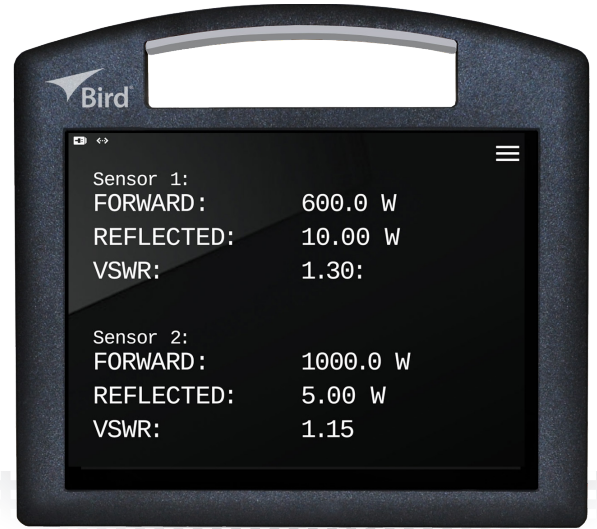 Bird
Sensor 1:
FORWARD: 600.0 W
REFLECTED: 10.00 W
VSWR: 1.30:
Sensor 2:
FORWARD: 1000.0 W
REFLECTED: 5.00 W
VSWR: 1.15